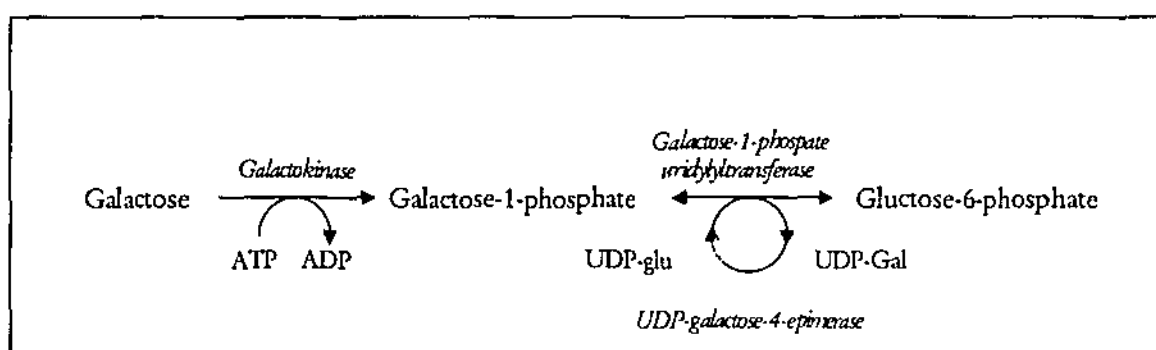 Galactose-1-phospate
Galactokinase uridylyltransferase
Galactose Galactose-1-phosphate Gluctose-6-phosphate
ATP ADP UDP-glu UDP-Gal
UDP-galactose-4-epimerase